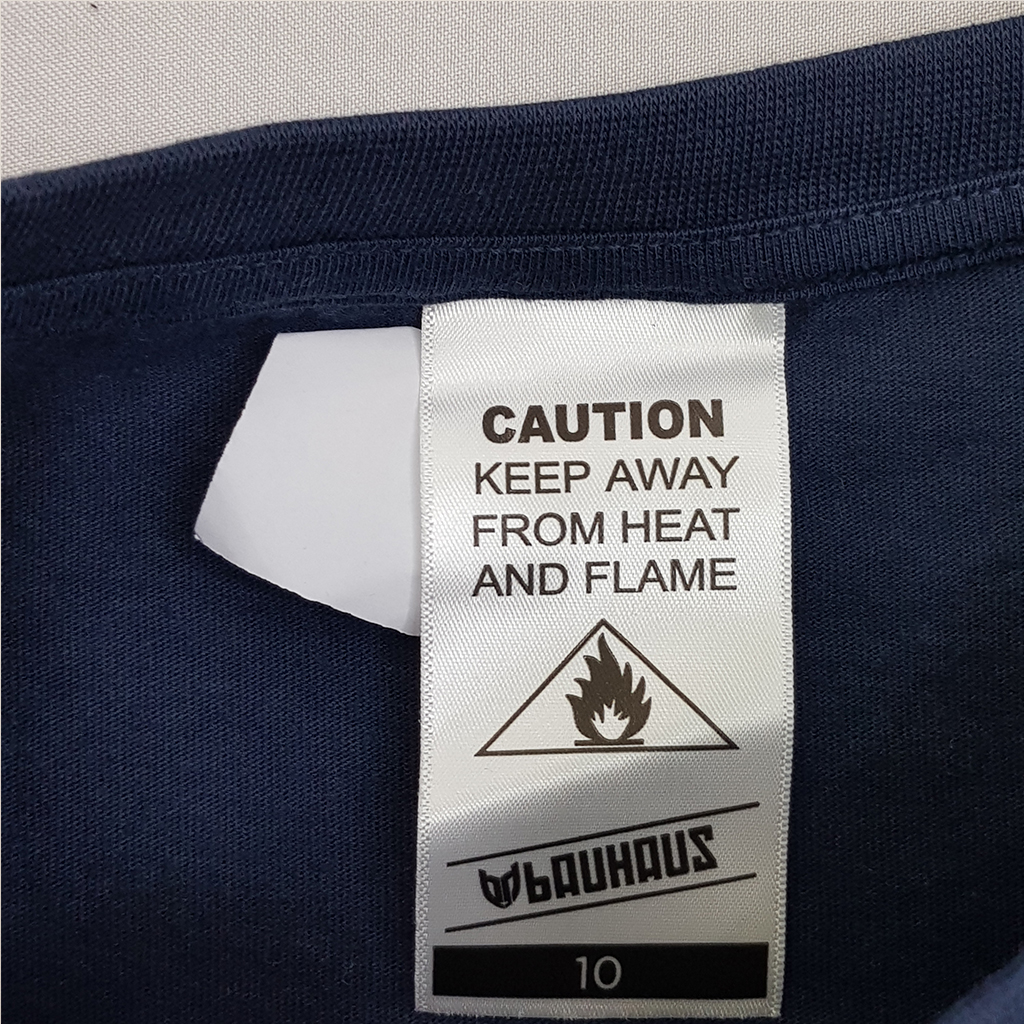 CAUTION
KEEP AWAY
FROM HEAT
AND FLAME
bAUHAUS
10